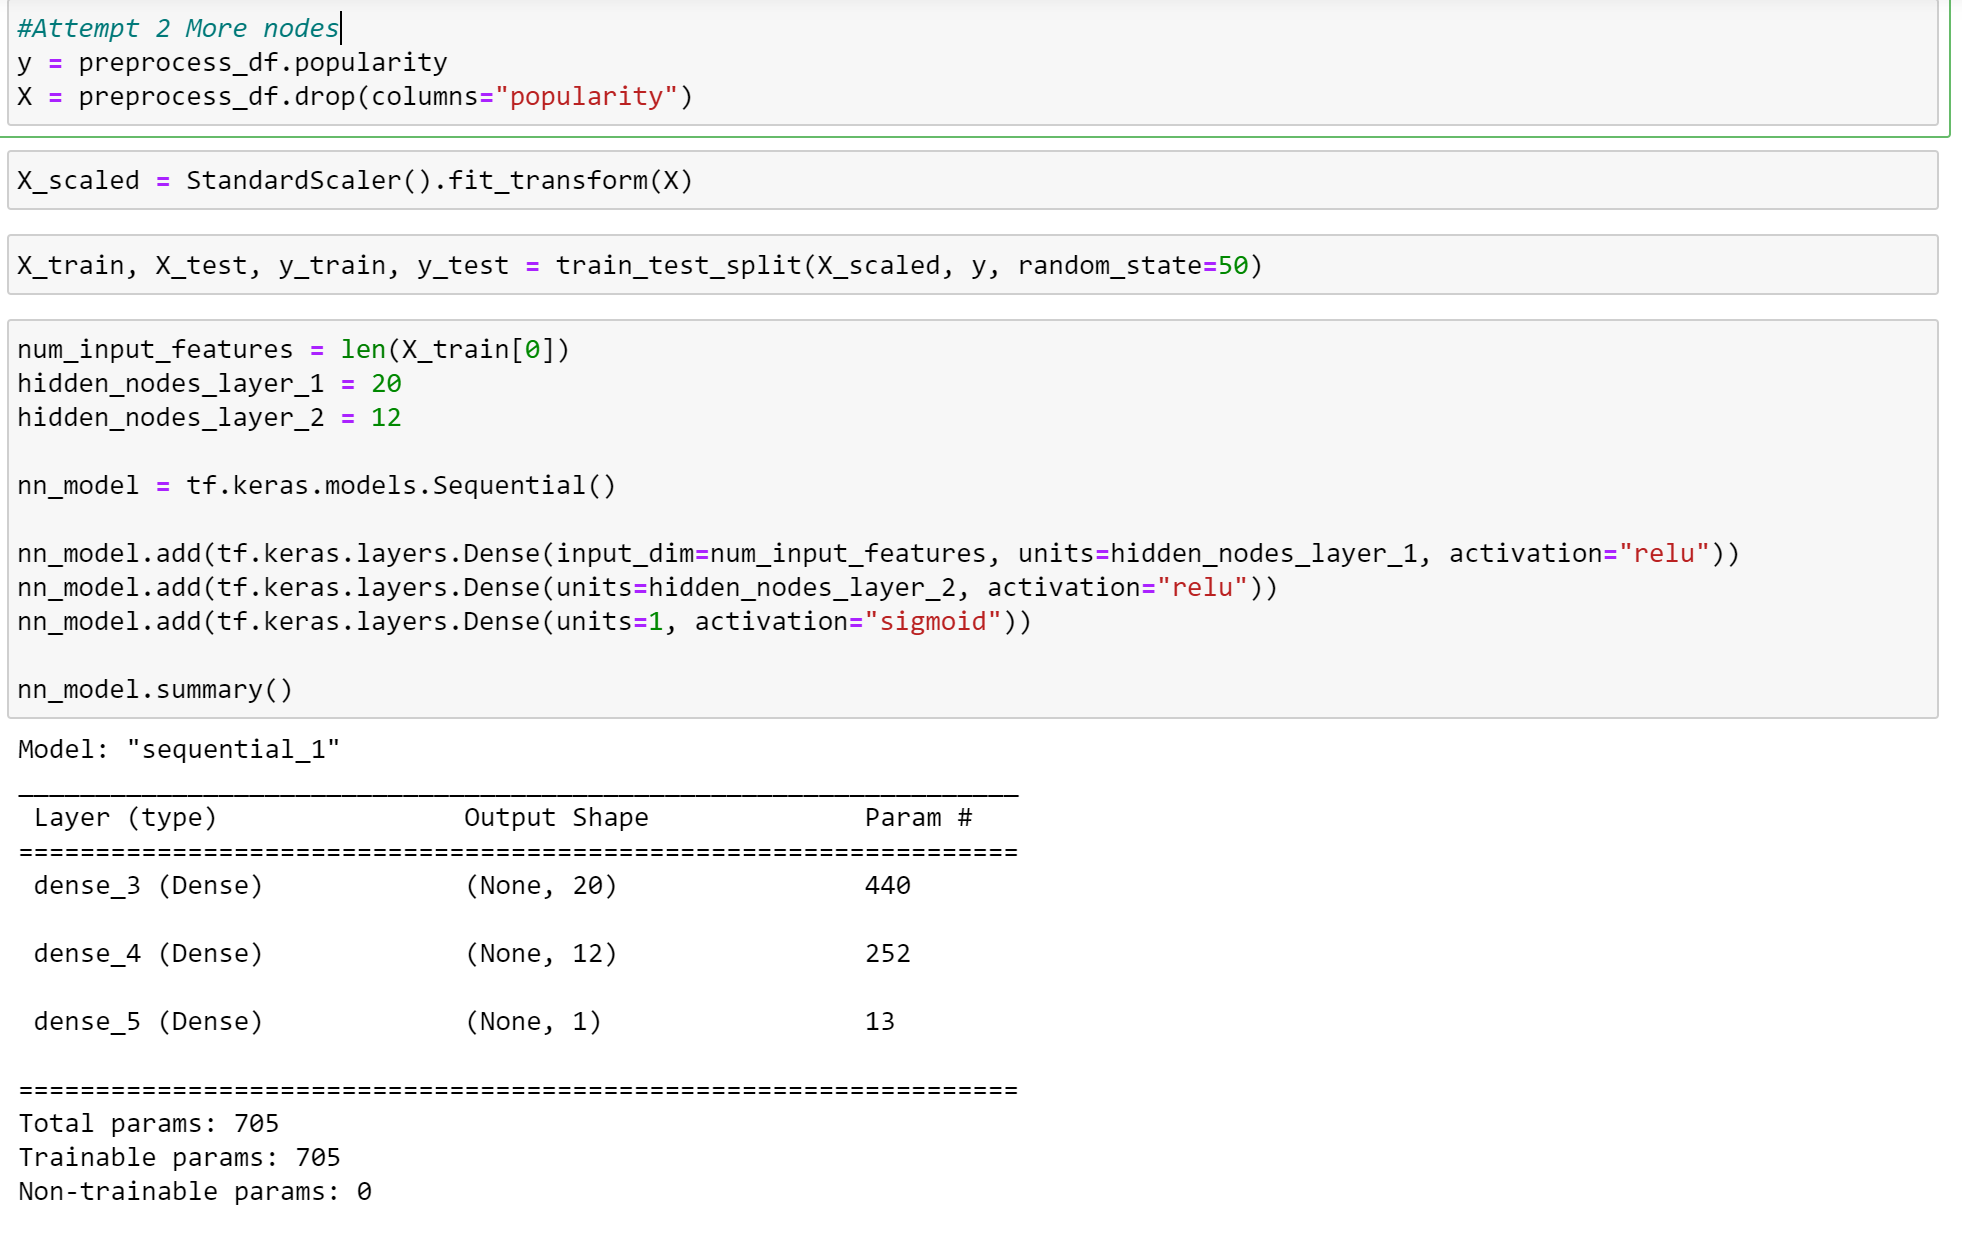 #Attempt 2 More nodes
y = preprocess_df.popularity
X = preprocess_df.drop(columns="popularity")
X_scaled = StandardScaler().fit_transform(X)
X_train, X_test, y_train, y_test = train_test_split(X_scaled, y, random_state=50)
num_input_features = len(X_train[0])
hidden_nodes_layer_1 = 20
hidden_nodes_layer_2 = 12
nn_model = tf.keras.models.Sequential()
nn_model.add(tf.keras.layers.Dense(input_dim=num_input_features, units=hidden_nodes_layer_1, activation="relu"))
nn_model.add(tf.keras.layers.Dense(units=hidden_nodes_layer_2, activation="relu"))
nn_model.add(tf.keras.layers.Dense(units=1, activation="sigmoid"))
nn_model.summary()
Model: "sequential_1"
_________________________________________________________________
Layer (type) Output Shape Param #
=================================================================
dense_3 (Dense) (None, 20) 440
dense_4 (Dense) (None, 12) 252
dense_5 (Dense) (None, 1) 13
=================================================================
Total params: 705
Trainable params: 705
Non-trainable params: 0